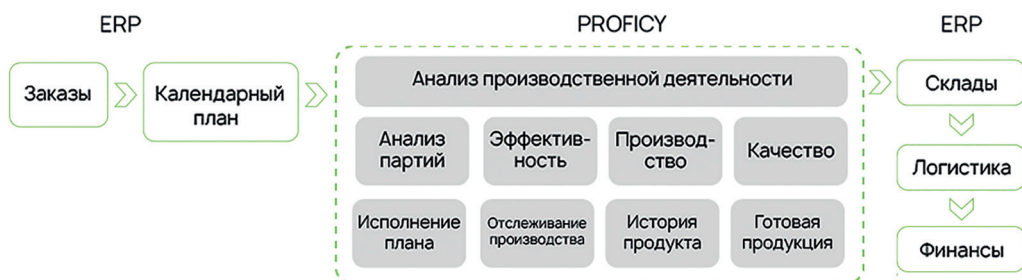 ERP
PROFICY
ERP
Заказы
Календарный
план
Анализ производственной деятельности
Анализ
партий
Эффектив-
ность
Производ-
ство
Качество
Исполнение
плана
Отслеживание
производства
История
продукта
Готовая
продукция
Склады
Логистика
Финансы